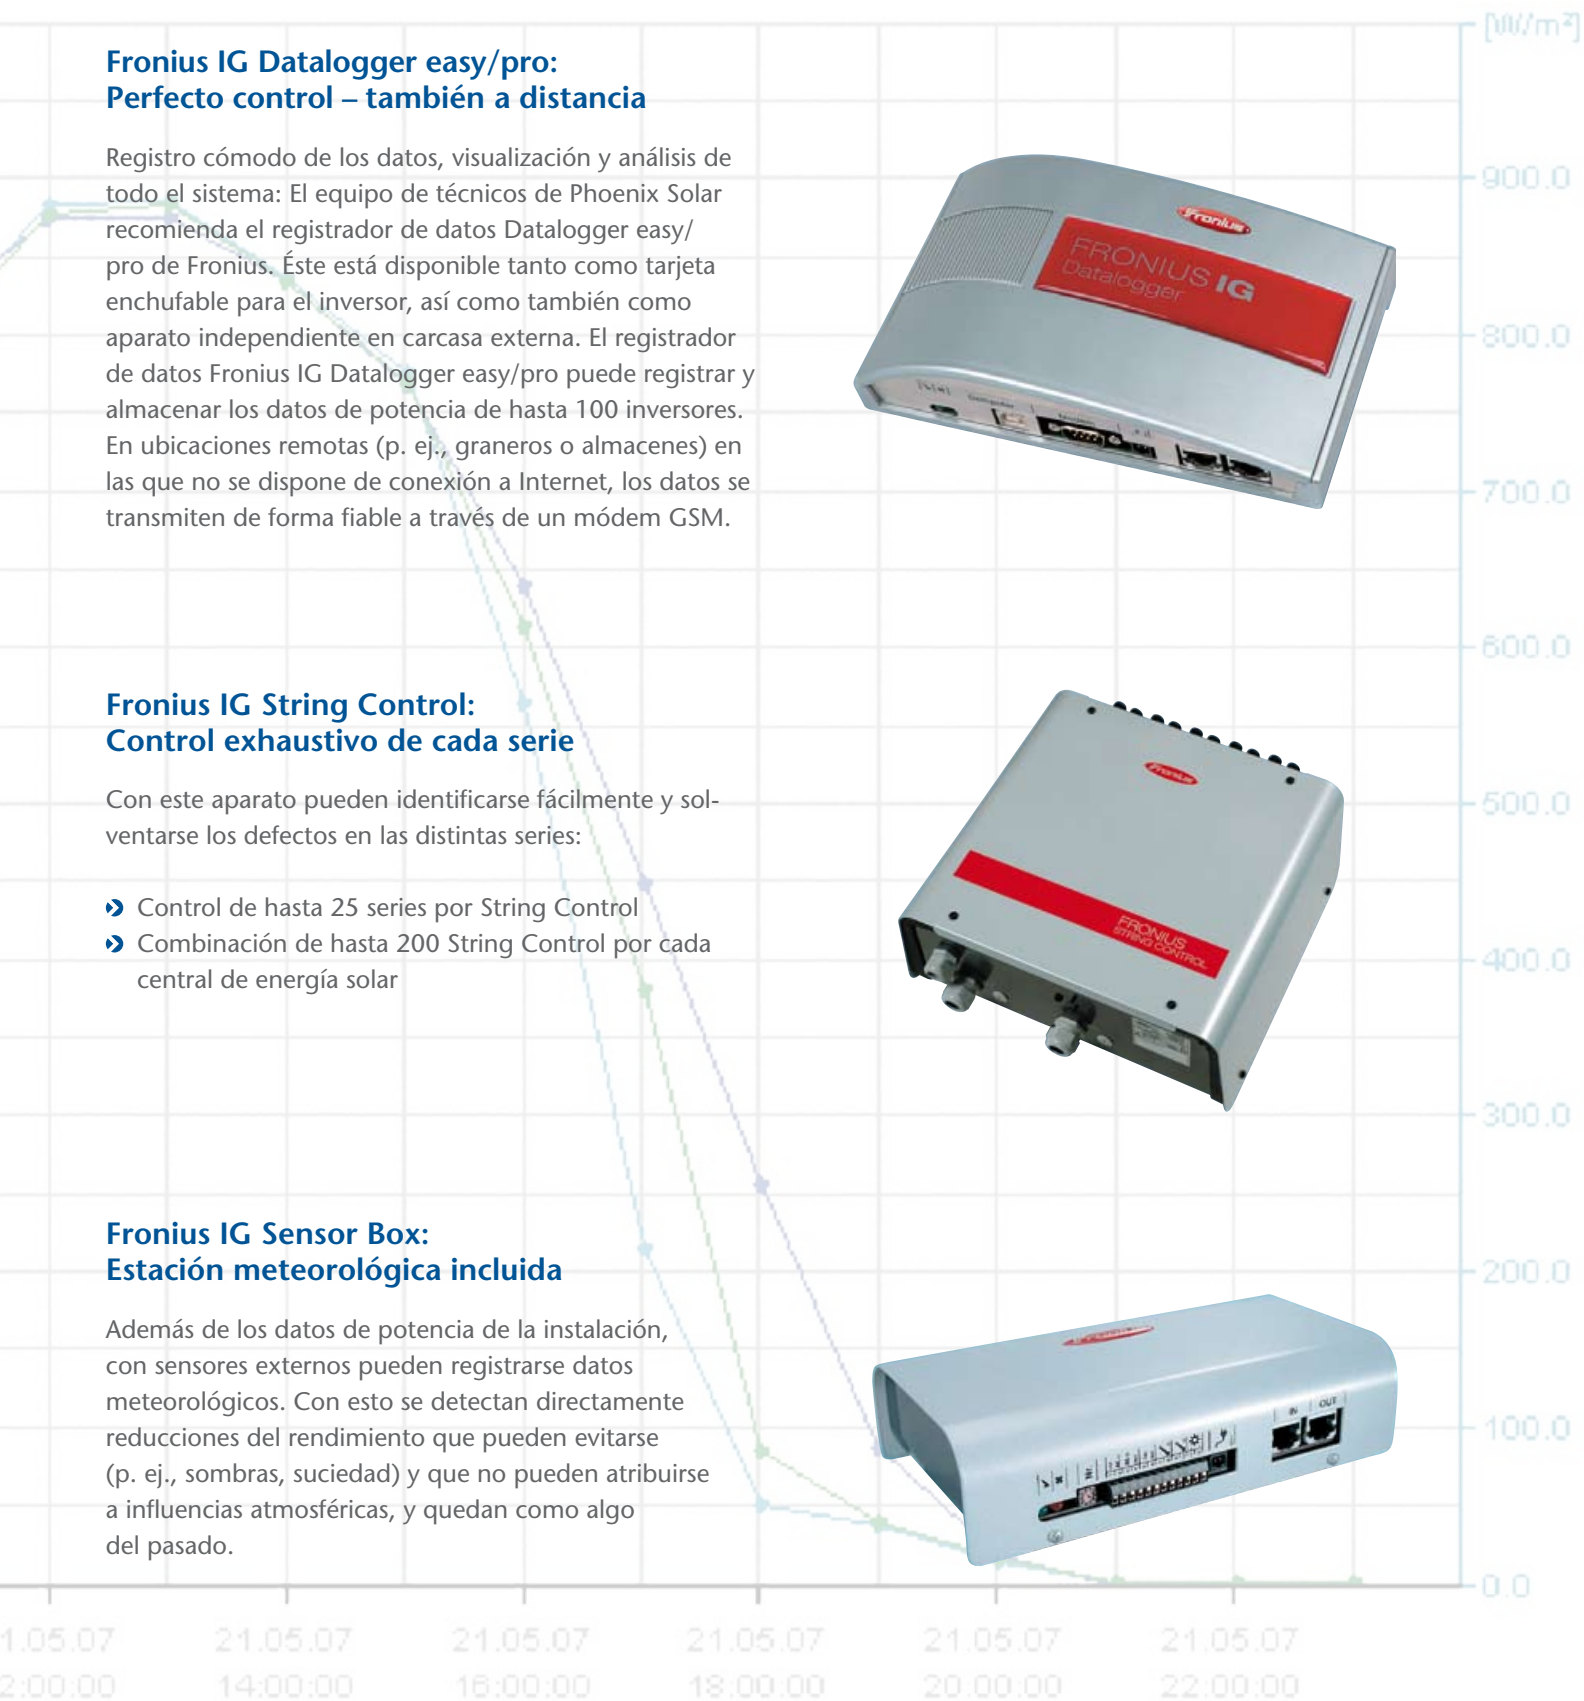 [W/m²]
Fronius IG Datalogger easy/pro:
Perfecto control – también a distancia
Registro cómodo de los datos, visualización y análisis de
todo el sistema: El equipo de técnicos de Phoenix Solar
recomienda el registrador de datos Datalogger easy/
pro de Fronius. Éste está disponible tanto como tarjeta
enchufable para el inversor, así como también como
aparato independiente en carcasa externa. El registrador
de datos Fronius IG Datalogger easy/pro puede registrar y
almacenar los datos de potencia de hasta 100 inversores.
En ubicaciones remotas (p. ej., graneros o almacenes) en
las que no se dispone de conexión a Internet, los datos se
transmiten de forma fiable a través de un módem GSM.
Fronius
FRONIUS IG
Datalogger
900.0
800.0
700.0
600.0
Fronius IG String Control:
Control exhaustivo de cada serie
Con este aparato pueden identificarse fácilmente y sol-
ventarse los defectos en las distintas series:
Control de hasta 25 series por String Control
Combinación de hasta 200 String Control por cada
central de energía solar
Fronius
FRONIUS
STRING CONTROL
500.0
400.0
300.0
Fronius IG Sensor Box:
Estación meteorológica incluida
Además de los datos de potencia de la instalación,
con sensores externos pueden registrarse datos
meteorológicos. Con esto se detectan directamente
reducciones del rendimiento que pueden evitarse
(p. ej., sombras, suciedad) y que no pueden atribuirse
a influencias atmosféricas, y quedan como algo
del pasado.
IN OUT
200.0
100.0
0.0
1.05.07 21.05.07 21.05.07 21.05.07 21.05.07 21.05.07
2:00:00 14:00:00 16:00:00 18:00:00 20:00:00 22:00:00